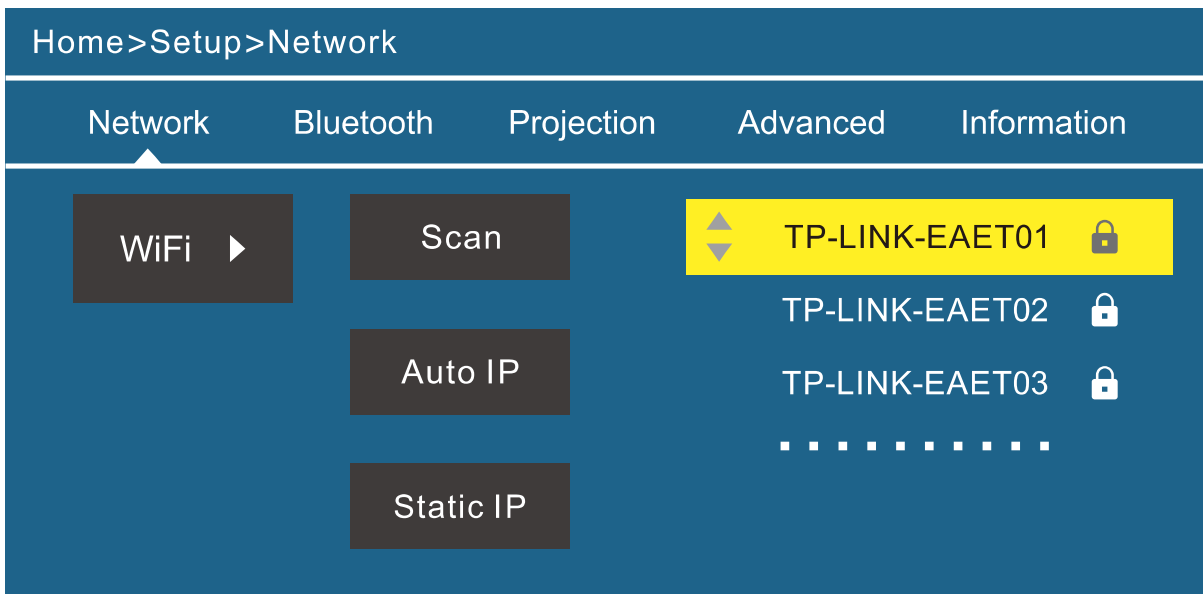 Home>Setup>Network
Network Bluetooth Projection Advanced Information
WiFi
Scan
Auto IP
Static IP
TP-LINK-EAET01
TP-LINK-EAET02
TP-LINK-EAET03
..........